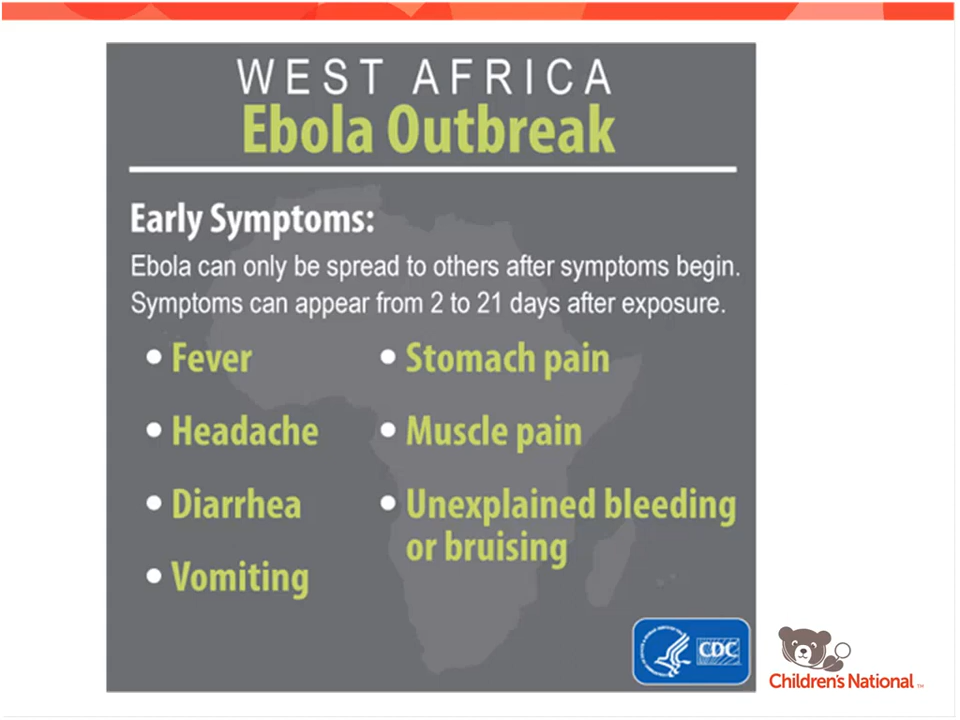 WEST AFRICA
Ebola Outbreak
Early Symptoms:
Ebola can only be spread to others after symptoms begin.
Symptoms can appear from 2 to 21 days after exposure.
• Fever
• Headache
• Diarrhea
• Vomiting
• Stomach pain
• Muscle pain
• Unexplained bleeding
or bruising
CDC
Children's National ™